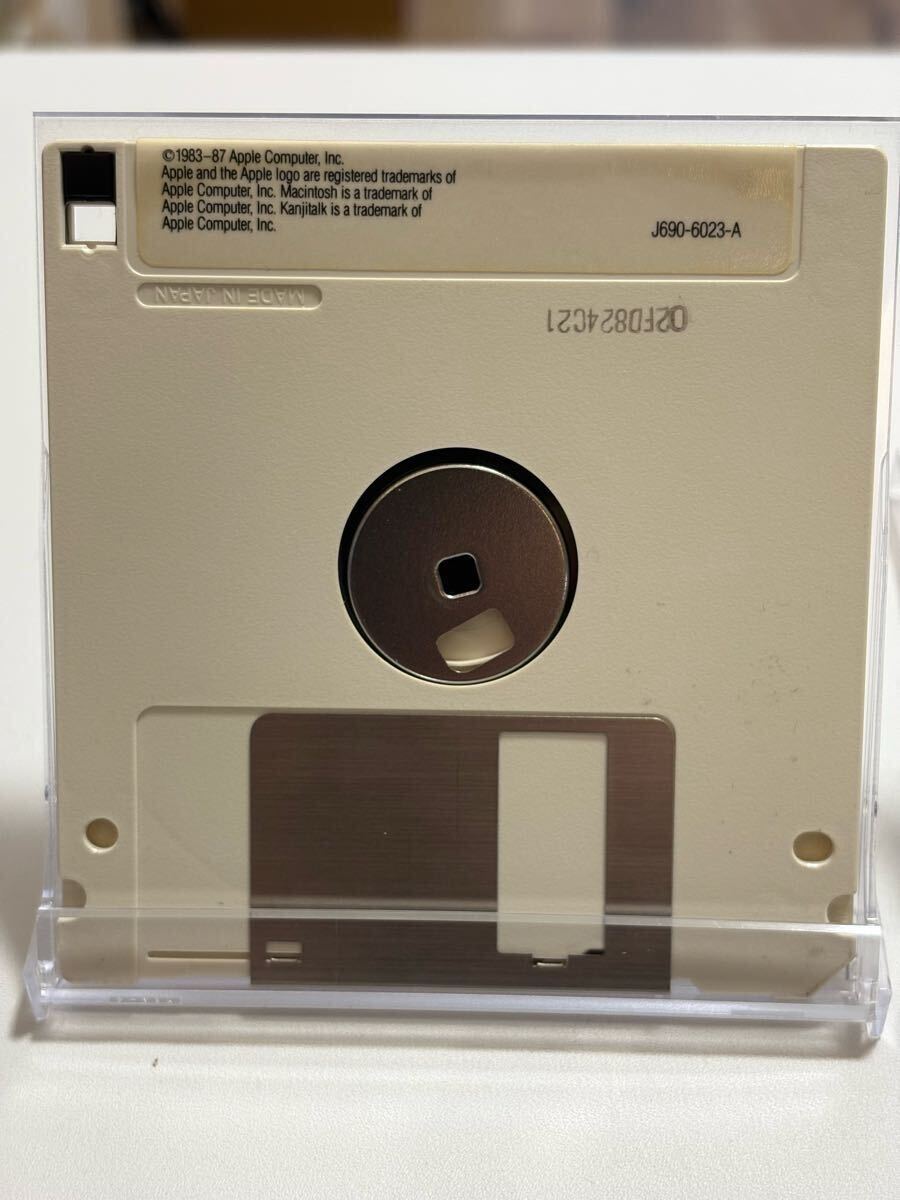 ©1983–87 Apple Computer, Inc.
Apple and the Apple logo are registered trademarks of
Apple Computer, Inc. Macintosh is a trademark of
Apple Computer, Inc. Kanjitalk is a trademark of
Apple Computer, Inc.
J690-6023-A
MADE IN JAPAN
02FD824C21